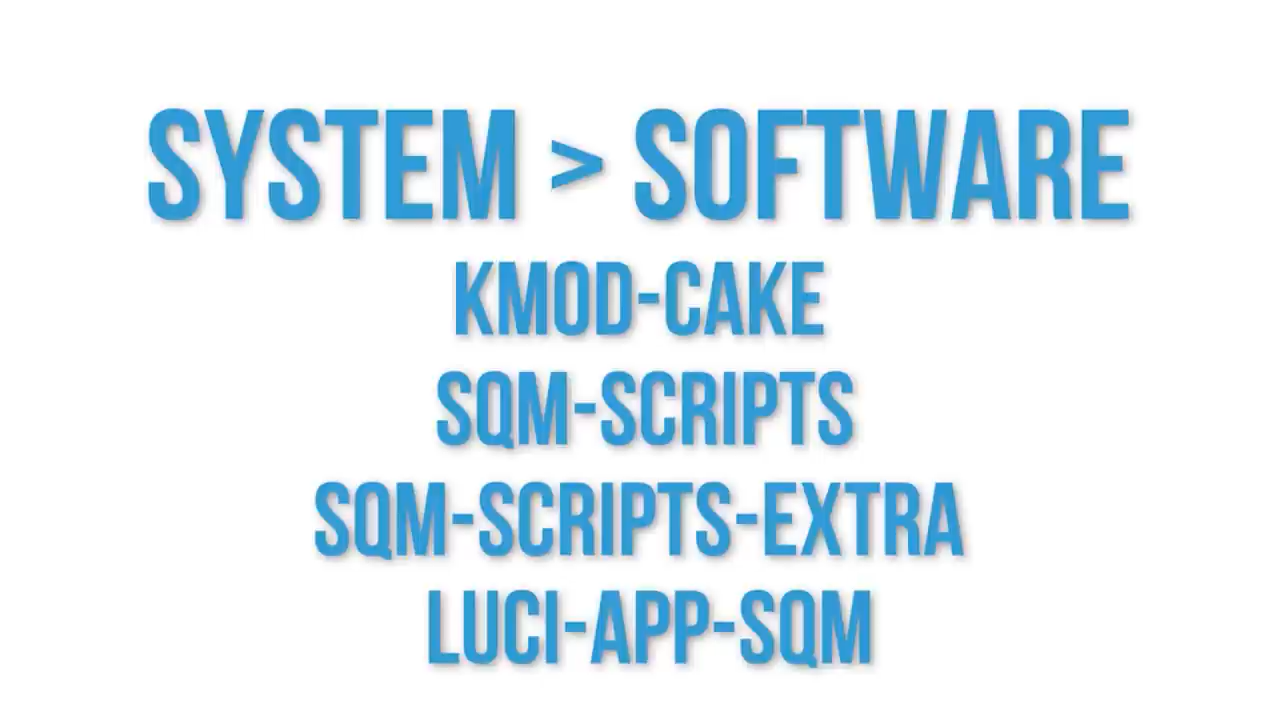 SYSTEM > SOFTWARE
KMOD-CAKE
SQM-SCRIPTS
SQM-SCRIPTS-EXTRA
LUCI-APP-SQM